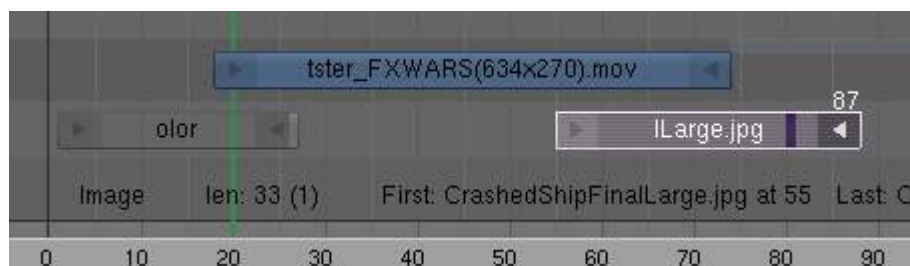 tster_FXWARS(634x270).mov
87
olor
lLarge.jpg
Image len: 33 (1) First: CrashedShipFinalLarge.jpg at 55 Last: C
0 10 20 30 40 50 60 70 80 90